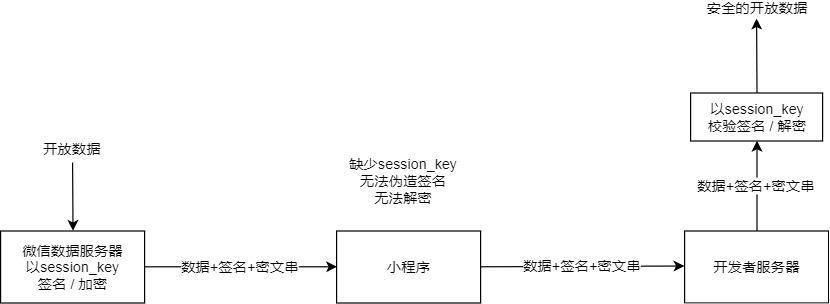 安全的开放数据
以session_key
校验签名 / 解密
开放数据
缺少session_key
无法伪造签名
无法解密
数据+签名+密文串
微信数据服务器
以session_key
签名 / 加密
数据+签名+密文串
小程序
数据+签名+密文串
开发者服务器